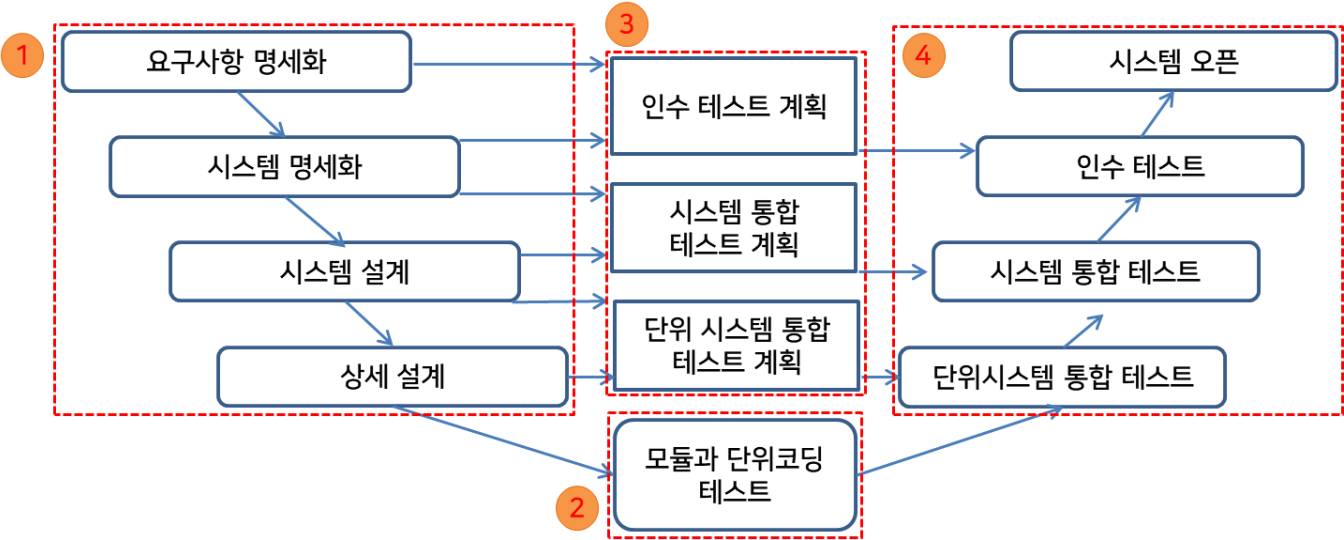 1
요구사항 명세화
시스템 명세화
시스템 설계
상세 설계
2
모듈과 단위코딩
테스트
3
인수 테스트 계획
시스템 통합
테스트 계획
단위 시스템 통합
테스트 계획
4
시스템 오픈
인수 테스트
시스템 통합 테스트
단위시스템 통합 테스트